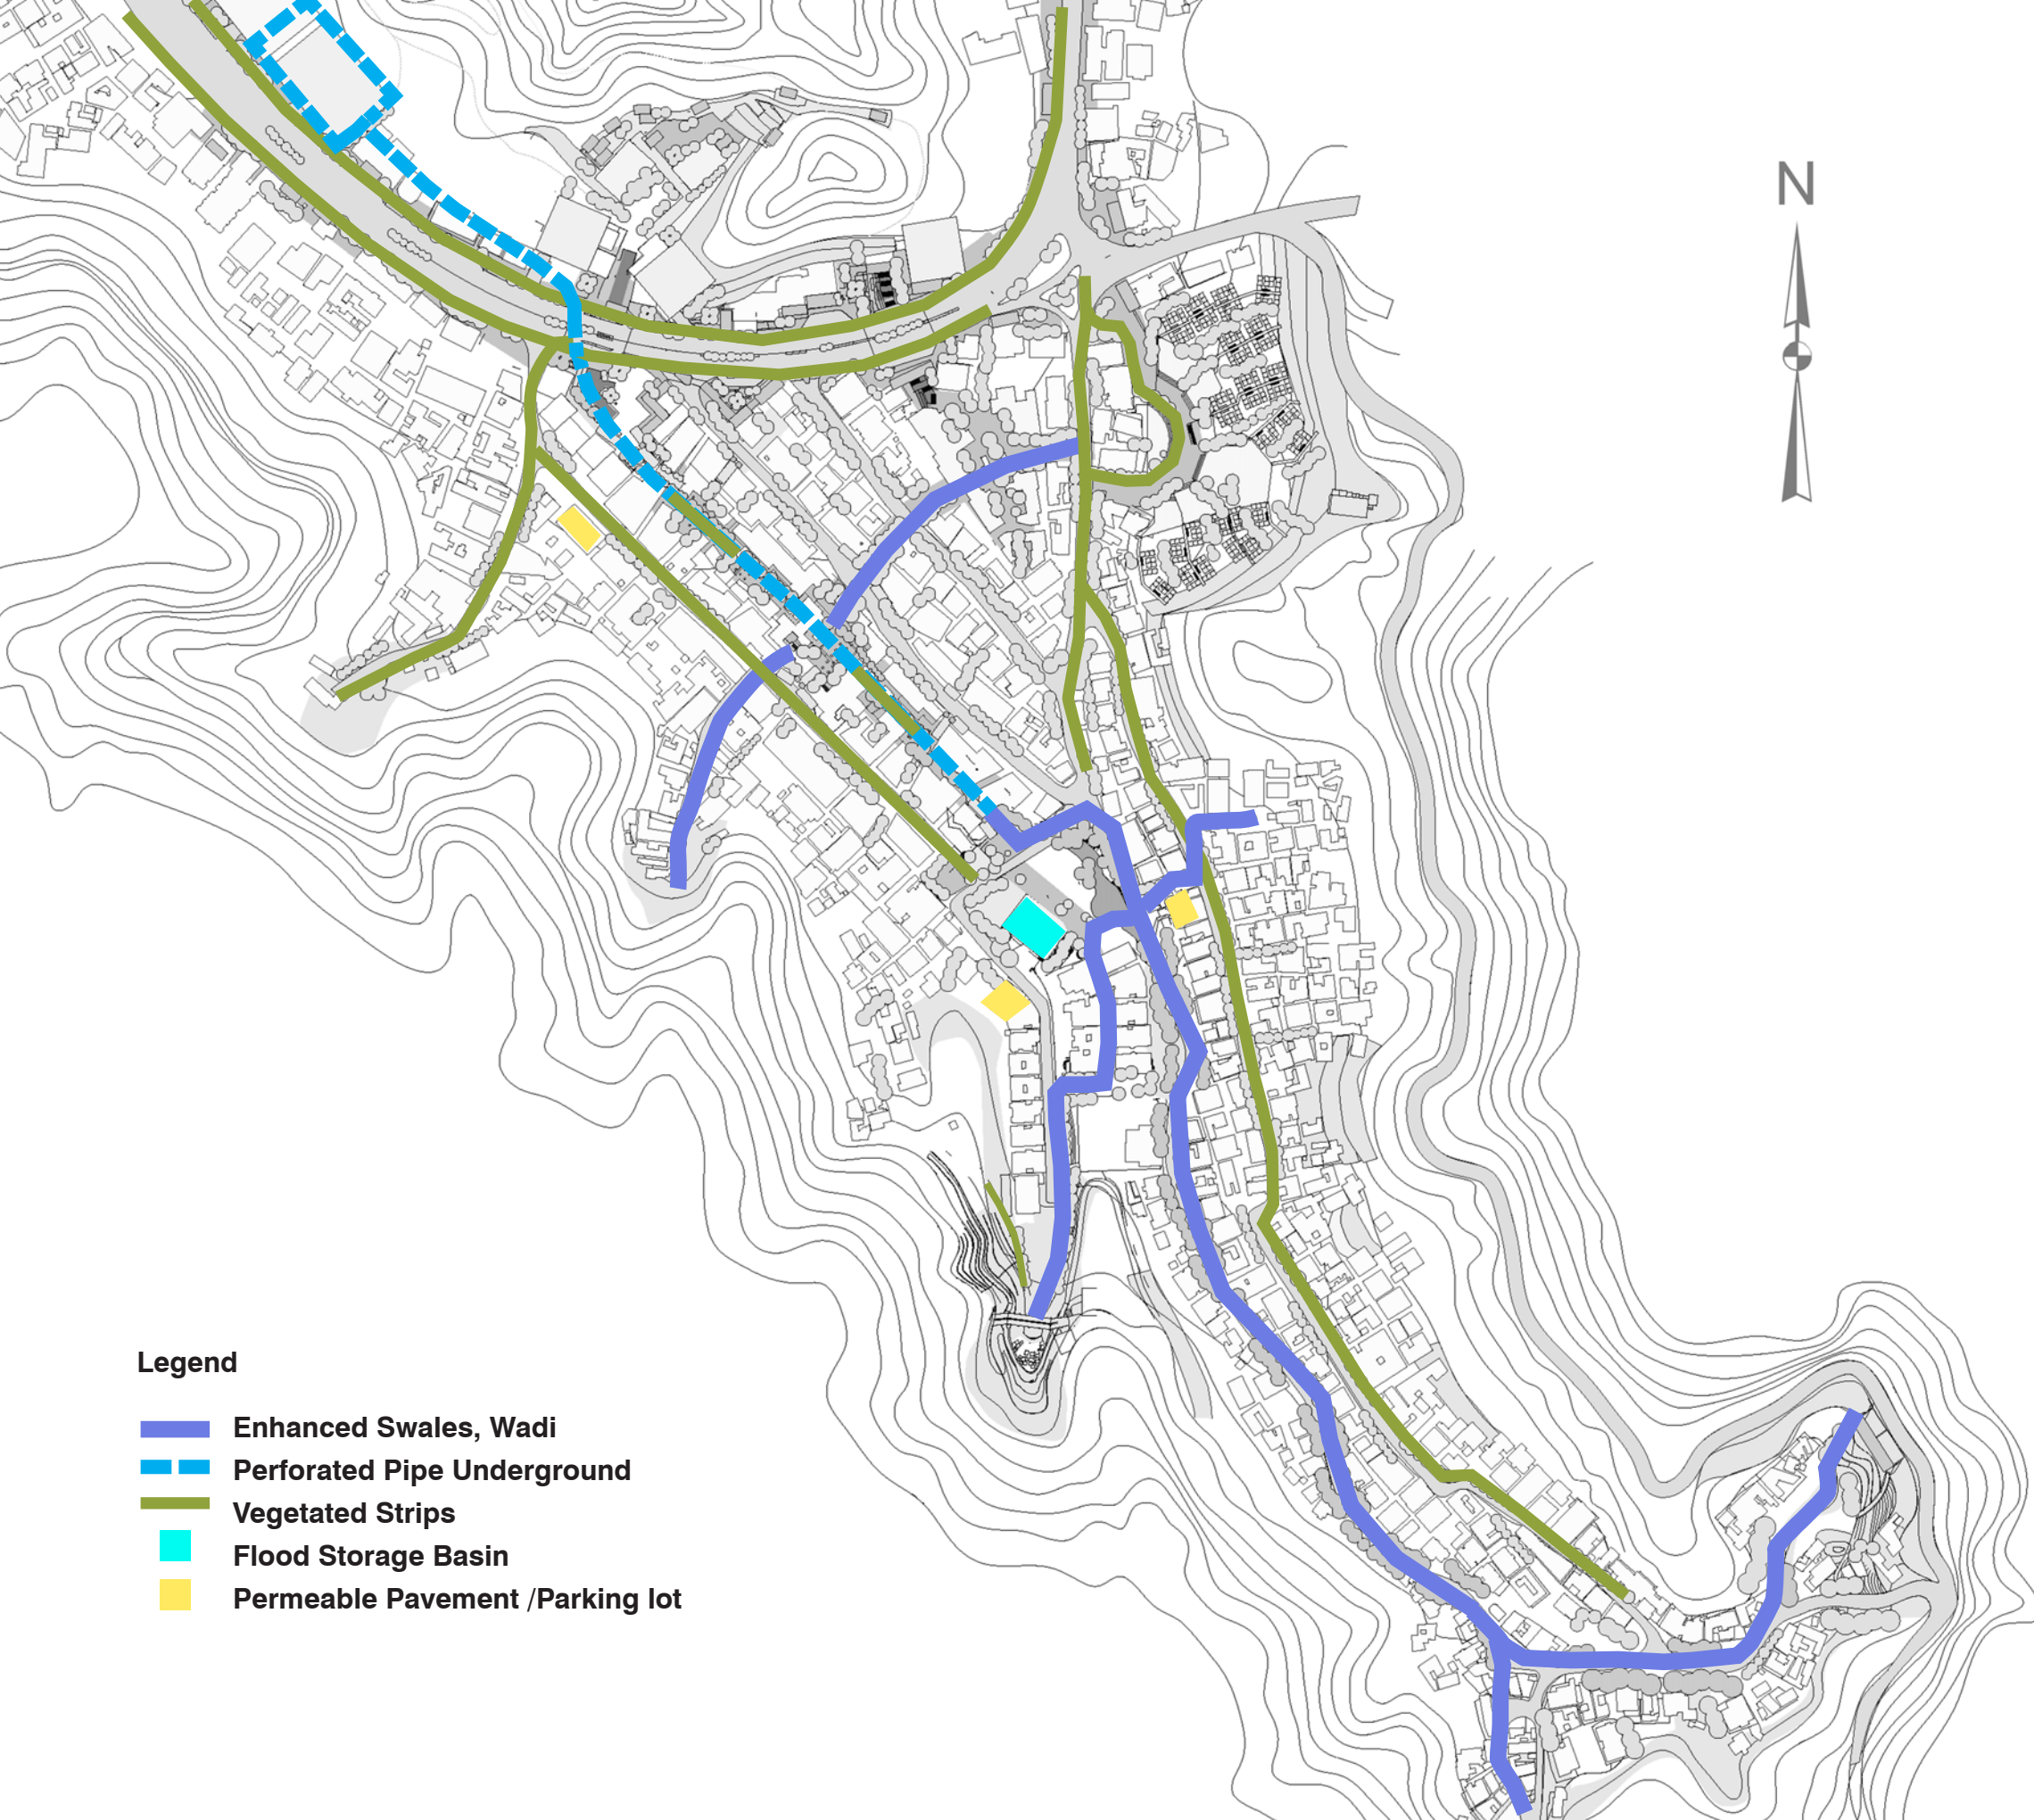 N
Legend
Enhanced Swales, Wadi
Perforated Pipe Underground
Vegetated Strips
Flood Storage Basin
Permeable Pavement /Parking lot